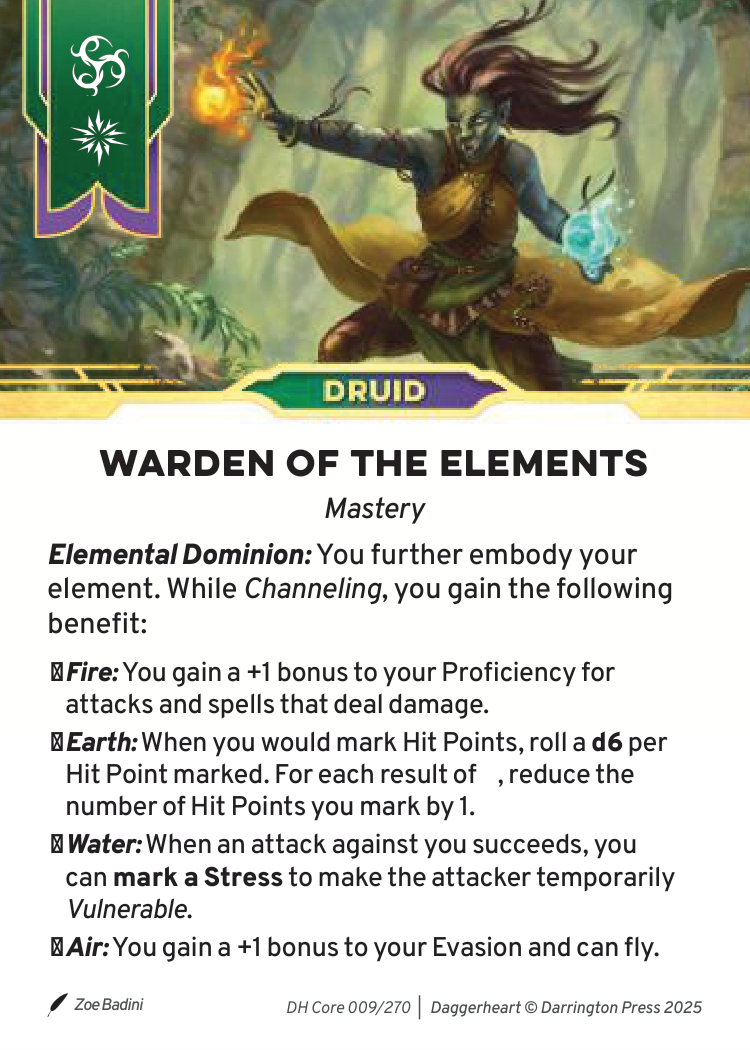 DRUID
WARDEN OF THE ELEMENTS
Mastery
Elemental Dominion: You further embody your
element. While Channeling, you gain the following
benefit:
Fire: You gain a +1 bonus to your Proficiency for
attacks and spells that deal damage.
Earth: When you would mark Hit Points, roll a d6 per
Hit Point marked. For each result of , reduce the
number of Hit Points you mark by 1.
Water: When an attack against you succeeds, you
can mark a Stress to make the attacker temporarily
Vulnerable.
Air: You gain a +1 bonus to your Evasion and can fly.
Zoe Badini DH Core 009/270 | Daggerheart © Darrington Press 2025